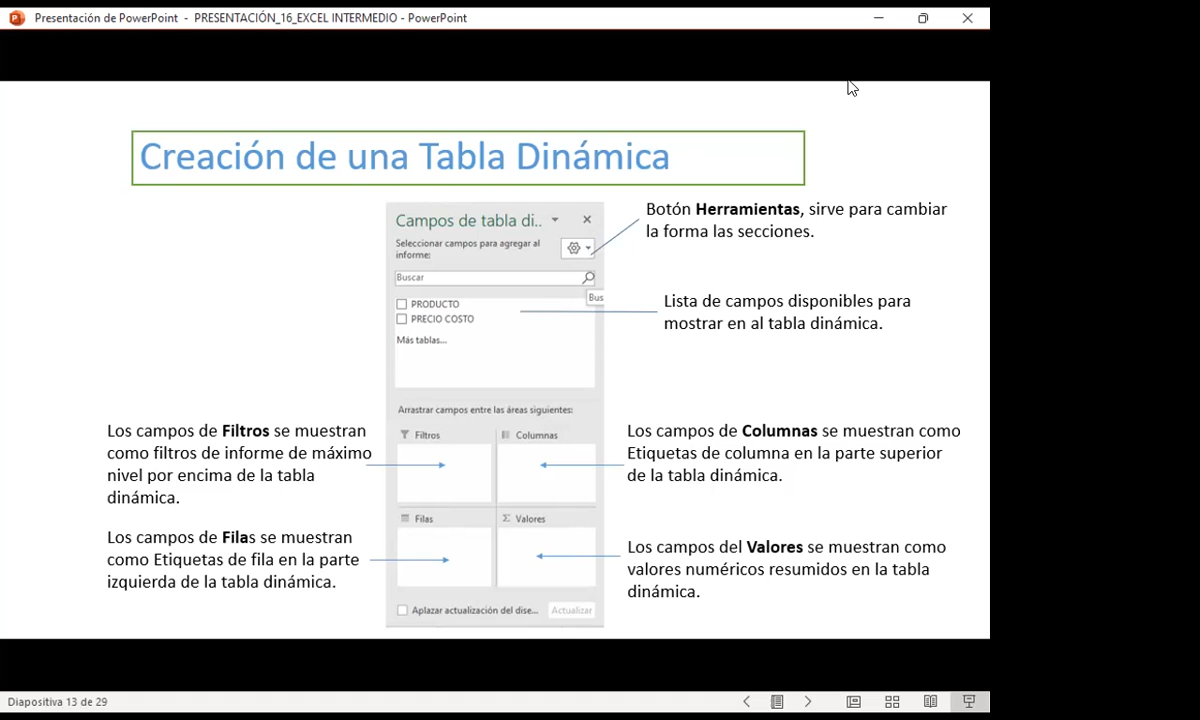 Presentación de PowerPoint - PRESENTACIÓN_16_EXCEL INTERMEDIO - PowerPoint
Creación de una Tabla Dinámica
Campos de tabla di..
Seleccionar campos para agregar al
informe:
Buscar
Bus
PRODUCTO
PRECIO COSTO
Más tablas...
Arrastrar campos entre las áreas siguientes:
Filtros
Columnas
Filas
Valores
Aplazar actualización del dise...
Actualizar
Botón Herramientas, sirve para cambiar
la forma las secciones.
Lista de campos disponibles para
mostrar en al tabla dinámica.
Los campos de Filtros se muestran
como filtros de informe de máximo
nivel por encima de la tabla
dinámica.
Los campos de Columnas se muestran como
Etiquetas de columna en la parte superior
de la tabla dinámica.
Los campos de Filas se muestran
como Etiquetas de fila en la parte
izquierda de la tabla dinámica.
Los campos del Valores se muestran como
valores numéricos resumidos en la tabla
dinámica.
Diapositiva 13 de 29